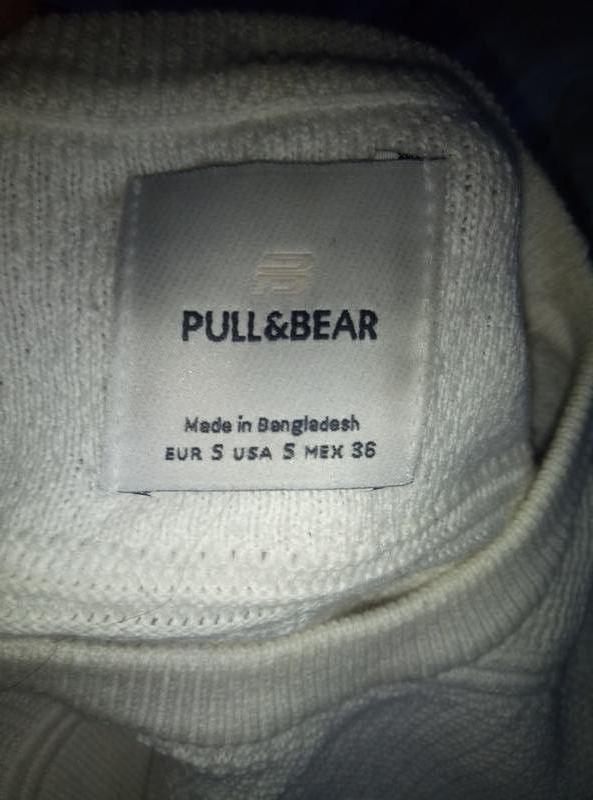 PULL&BEAR
Made in Bangladesh
EUR S USA S MEX 36